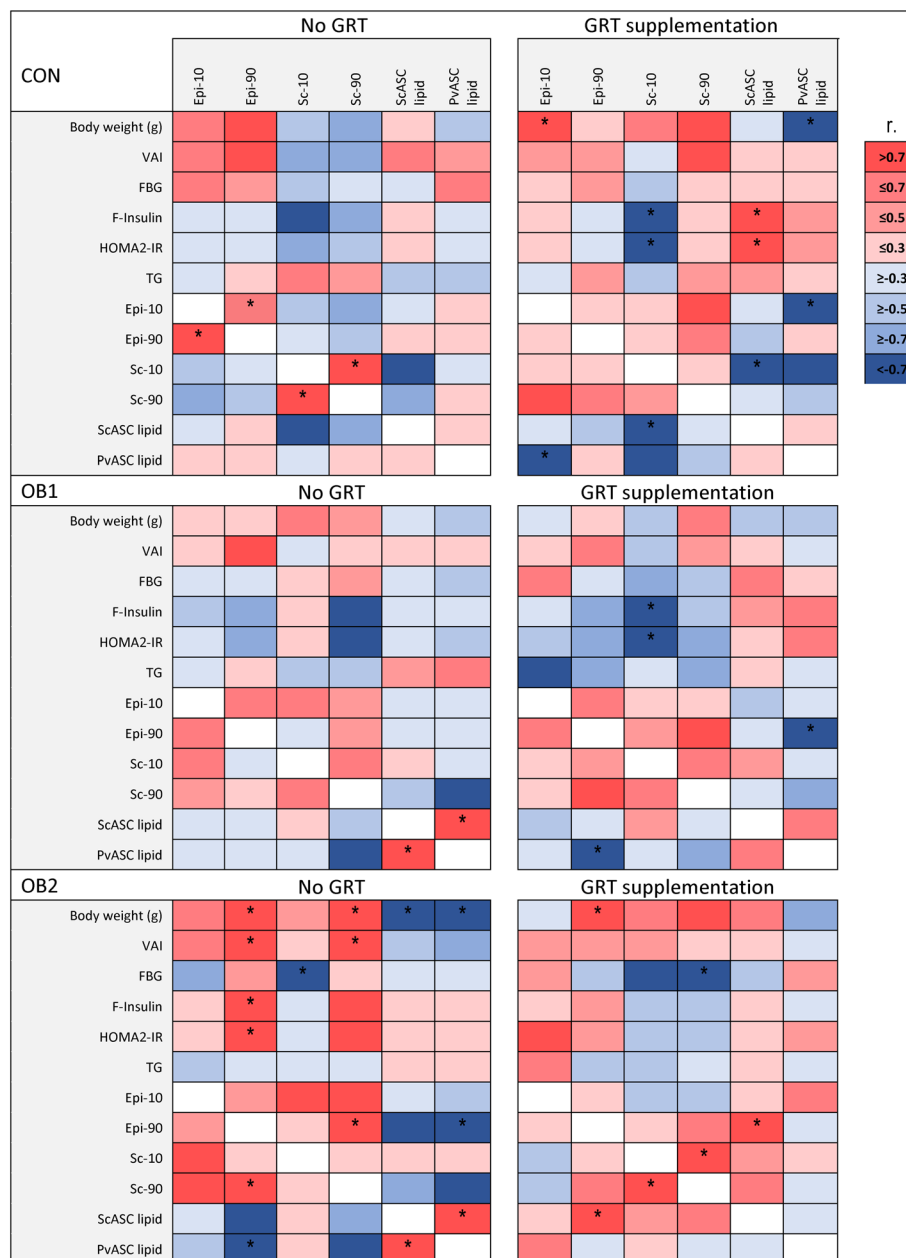 No GRT
GRT supplementation
CON
Epi-10
Epi-90
Sc-10
Sc-90
ScASC
lipid
PvASC
lipid
Epi-10
Epi-90
Sc-10
Sc-90
ScASC
lipid
PvASC
lipid
r.
>0.7
≤0.7
≤0.5
≤0.3
≥-0.3
≥-0.5
≥-0.7
<-0.7
Body weight (g) * *
VAI
FBG
F-Insulin * *
HOMA2-IR * *
TG
Epi-10 * *
Epi-90 *
Sc-10 * *
Sc-90 *
ScASC lipid *
PvASC lipid *
OB1
No GRT
GRT supplementation
Body weight (g)
VAI
FBG
F-Insulin *
HOMA2-IR *
TG
Epi-10
Epi-90 *
Sc-10
Sc-90
ScASC lipid *
PvASC lipid * *
OB2
No GRT
GRT supplementation
Body weight (g) * * * * *
VAI * *
FBG * *
F-Insulin *
HOMA2-IR *
TG
Epi-10
Epi-90 * * *
Sc-10 *
Sc-90 * *
ScASC lipid * *
PvASC lipid * *